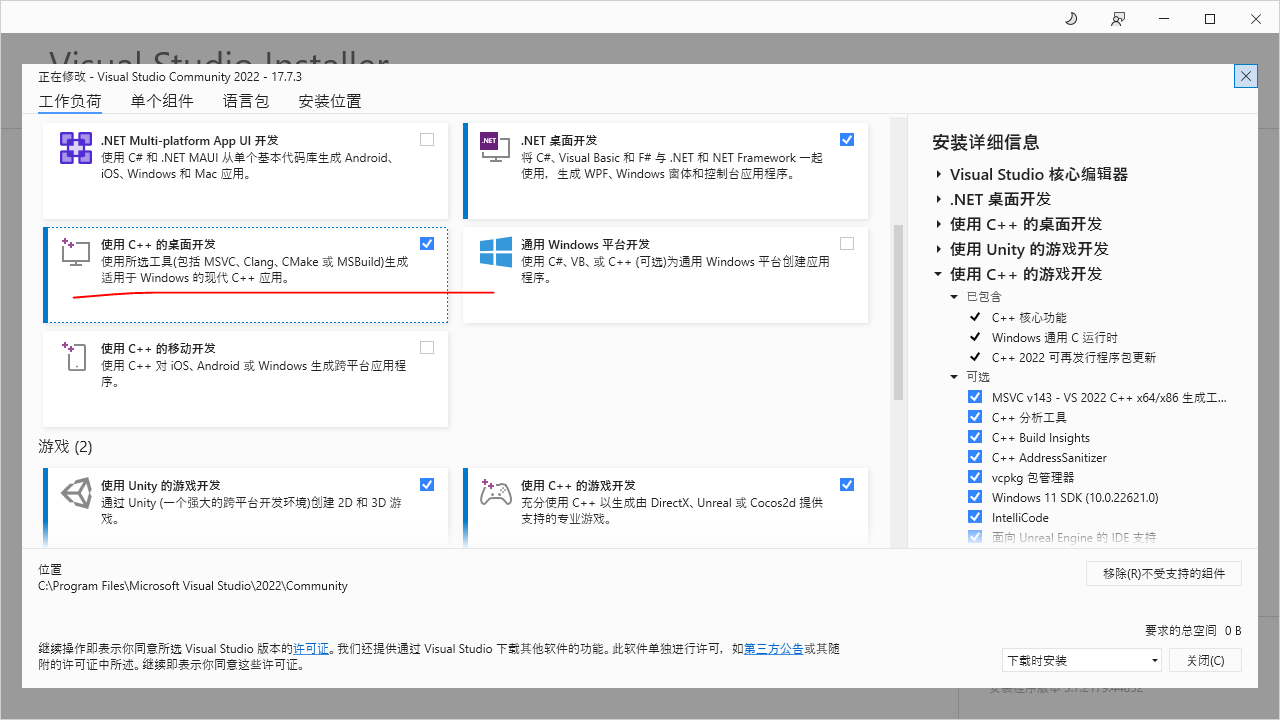 Visual Studio Installer
正在修改 - Visual Studio Community 2022 - 17.7.3
工作负荷 单个组件 语言包 安装位置
.NET Multi-platform App UI 开发
使用 C# 和 .NET MAUI 从单个基本代码库生成 Android、
iOS、Windows 和 Mac 应用。
.NET
.NET 桌面开发
将 C#、Visual Basic 和 F# 与 .NET 和 NET Framework 一起
使用，生成 WPF、Windows 窗体和控制台应用程序。
使用 C++ 的桌面开发
使用所选工具(包括 MSVC、Clang、CMake 或 MSBuild)生成
适用于 Windows 的现代 C++ 应用。
通用 Windows 平台开发
使用 C#、VB、或 C++ (可选)为通用 Windows 平台创建应用
程序。
使用 C++ 的移动开发
使用 C++ 对 iOS、Android 或 Windows 生成跨平台应用程
序。
游戏 (2)
使用 Unity 的游戏开发
通过 Unity (一个强大的跨平台开发环境)创建 2D 和 3D 游
戏。
使用 C++ 的游戏开发
充分使用 C++ 以生成由 DirectX、Unreal 或 Cocos2d 提供
支持的专业游戏。
安装详细信息
Visual Studio 核心编辑器
.NET 桌面开发
使用 C++ 的桌面开发
使用 Unity 的游戏开发
使用 C++ 的游戏开发
已包含
C++ 核心功能
Windows 通用 C 运行时
C++ 2022 可再发行程序包更新
可选
MSVC v143 - VS 2022 C++ x64/x86 生成工...
C++ 分析工具
C++ Build Insights
C++ AddressSanitizer
vcpkg 包管理器
Windows 11 SDK (10.0.22621.0)
IntelliCode
面向 Unreal Engine 的 IDE 支持
位置
C:\Program Files\Microsoft Visual Studio\2022\Community
移除(R)不受支持的组件
要求的总空间 0 B
继续操作即表示你同意所选 Visual Studio 版本的许可证。我们还提供通过 Visual Studio 下载其他软件的功能。此软件单独进行许可，如第三方公告或其随
附的许可证中所述。继续即表示你同意这些许可证。
下载时安装
关闭(C)
安装程序版本 3.7.2179.44852